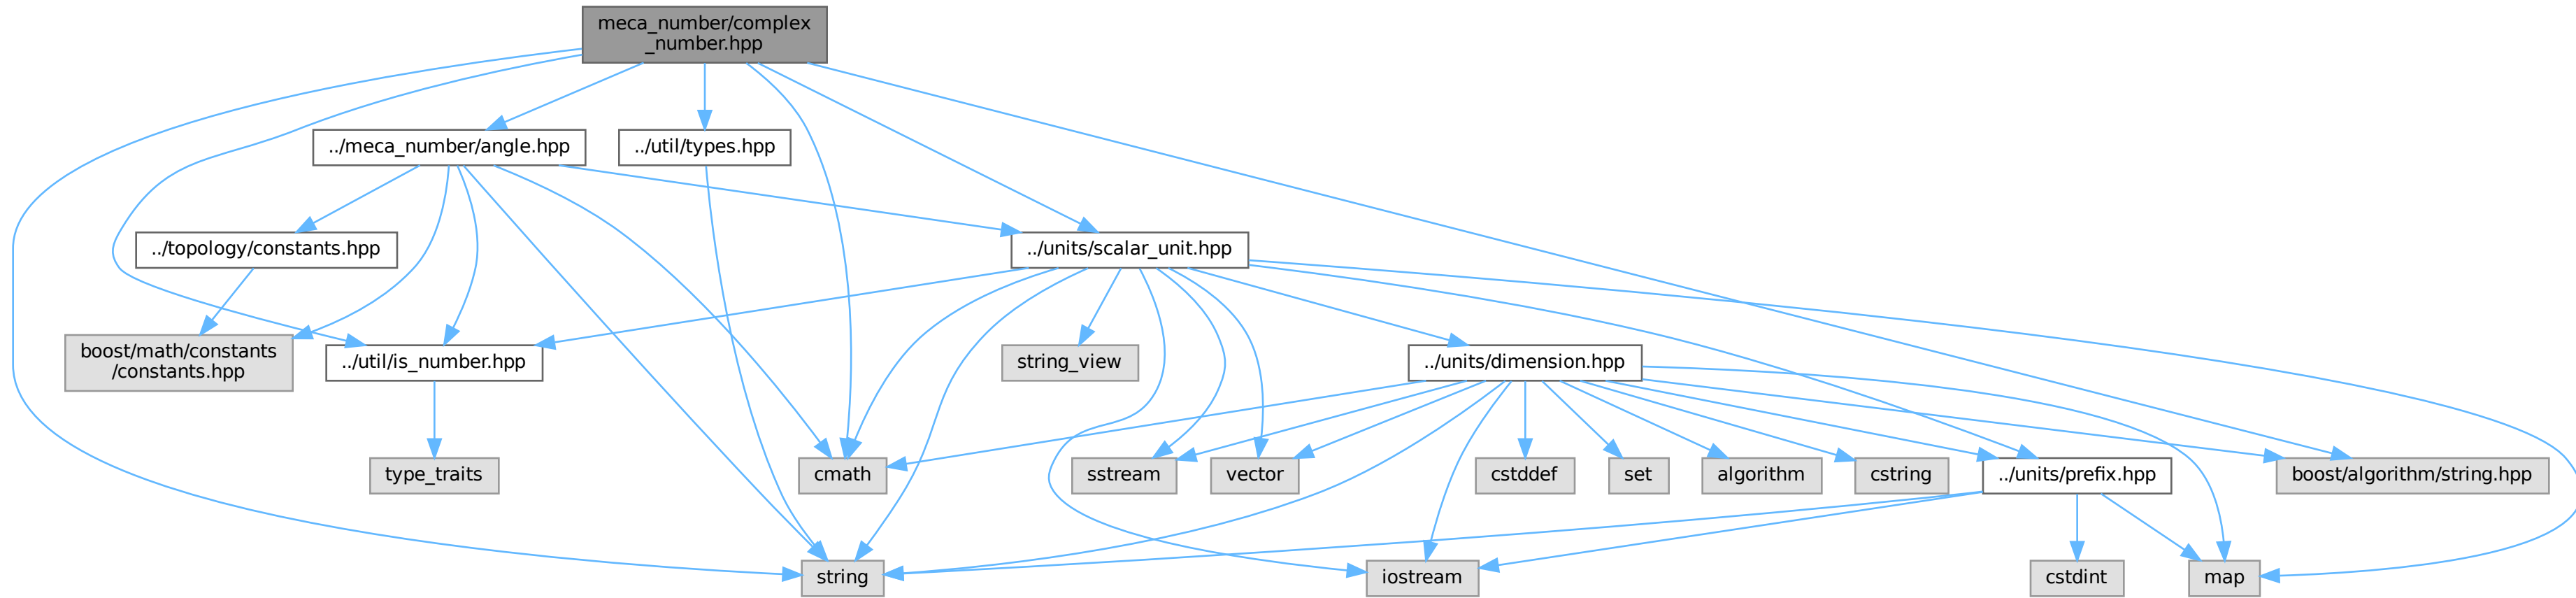 meca_number/complex
_number.hpp
../meca_number/angle.hpp
../util/types.hpp
../topology/constants.hpp
../units/scalar_unit.hpp
boost/math/constants
/constants.hpp
../util/is_number.hpp
string_view
../units/dimension.hpp
type_traits
cmath
sstream
vector
cstddef
set
algorithm
cstring
../units/prefix.hpp
boost/algorithm/string.hpp
string
iostream
cstdint
map